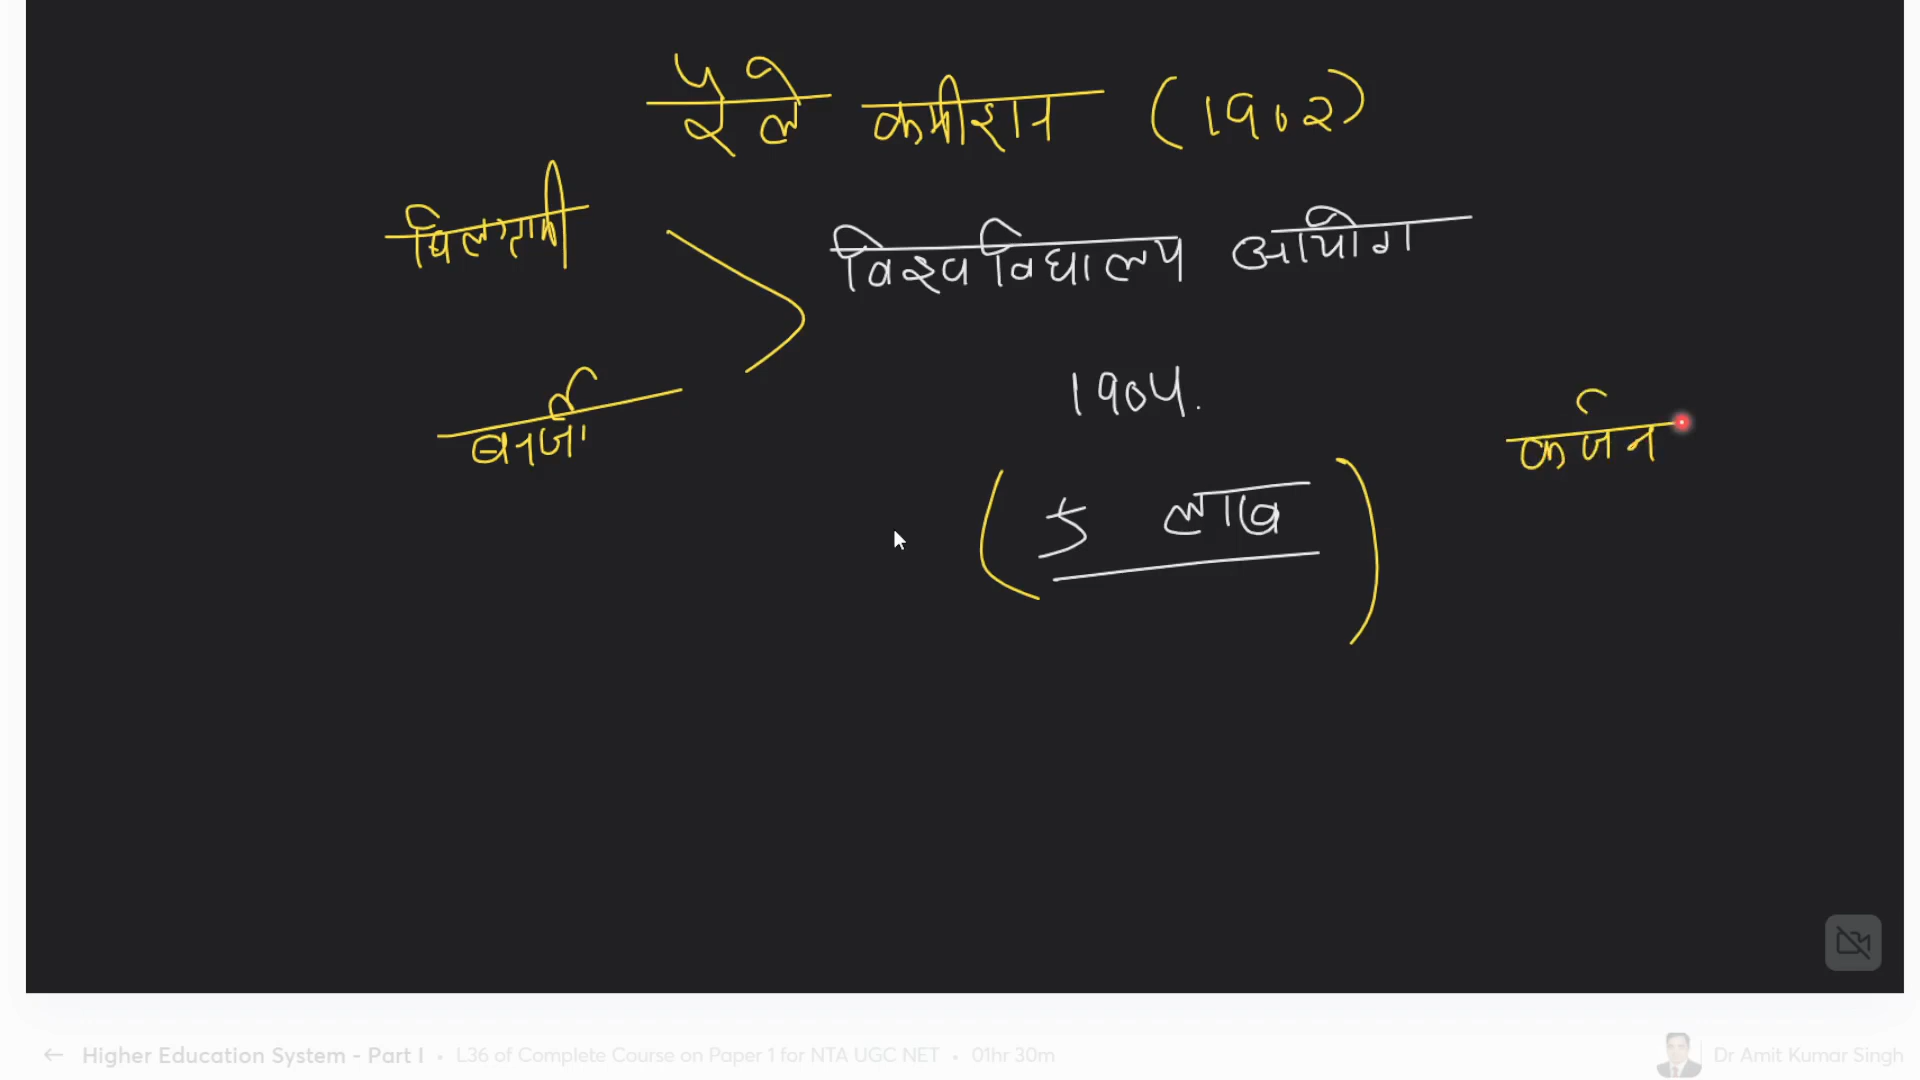 रैले कमीशन (1902)
विश्वविद्यालय आयोग
बनर्जी
1904.
कर्जन
5 लाख
Higher Education System - Part I • L36 of Complete Course on Paper 1 for NTA UGC NET • 01hr 30m
Dr Amit Kumar Singh